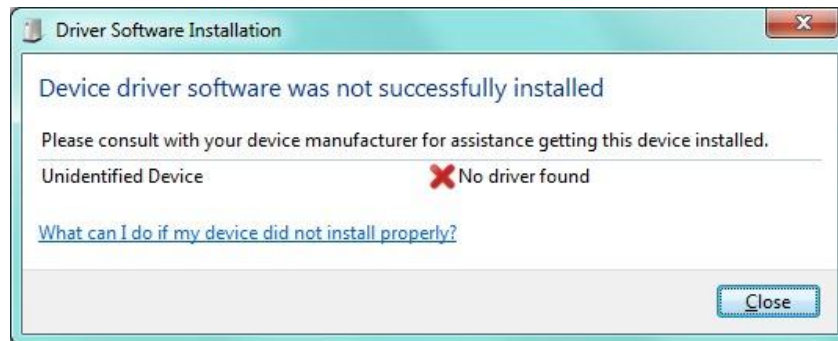 Driver Software Installation
Device driver software was not successfully installed
Please consult with your device manufacturer for assistance getting this device installed.
Unidentified Device No driver found
What can I do if my device did not install properly?
Close